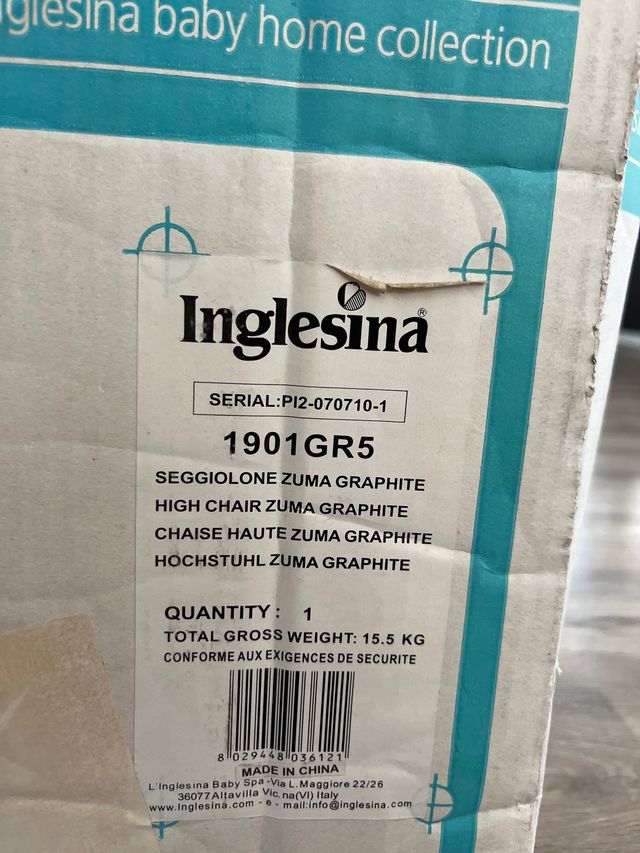 inglesina baby home collection
Inglesina®
SERIAL:PI2-070710-1
1901GR5
SEGGIOLONE ZUMA GRAPHITE
HIGH CHAIR ZUMA GRAPHITE
CHAISE HAUTE ZUMA GRAPHITE
HOCHSTUHL ZUMA GRAPHITE
QUANTITY : 1
TOTAL GROSS WEIGHT: 15.5 KG
CONFORME AUX EXIGENCES DE SECURITE
8 029448 036121
MADE IN CHINA
L'Inglesina Baby Spa -Via L.Maggiore 22/26
36077 Altavilla Vic.na(VI) Italy
www.Inglesina.com - e - mail:info@inglesina.com